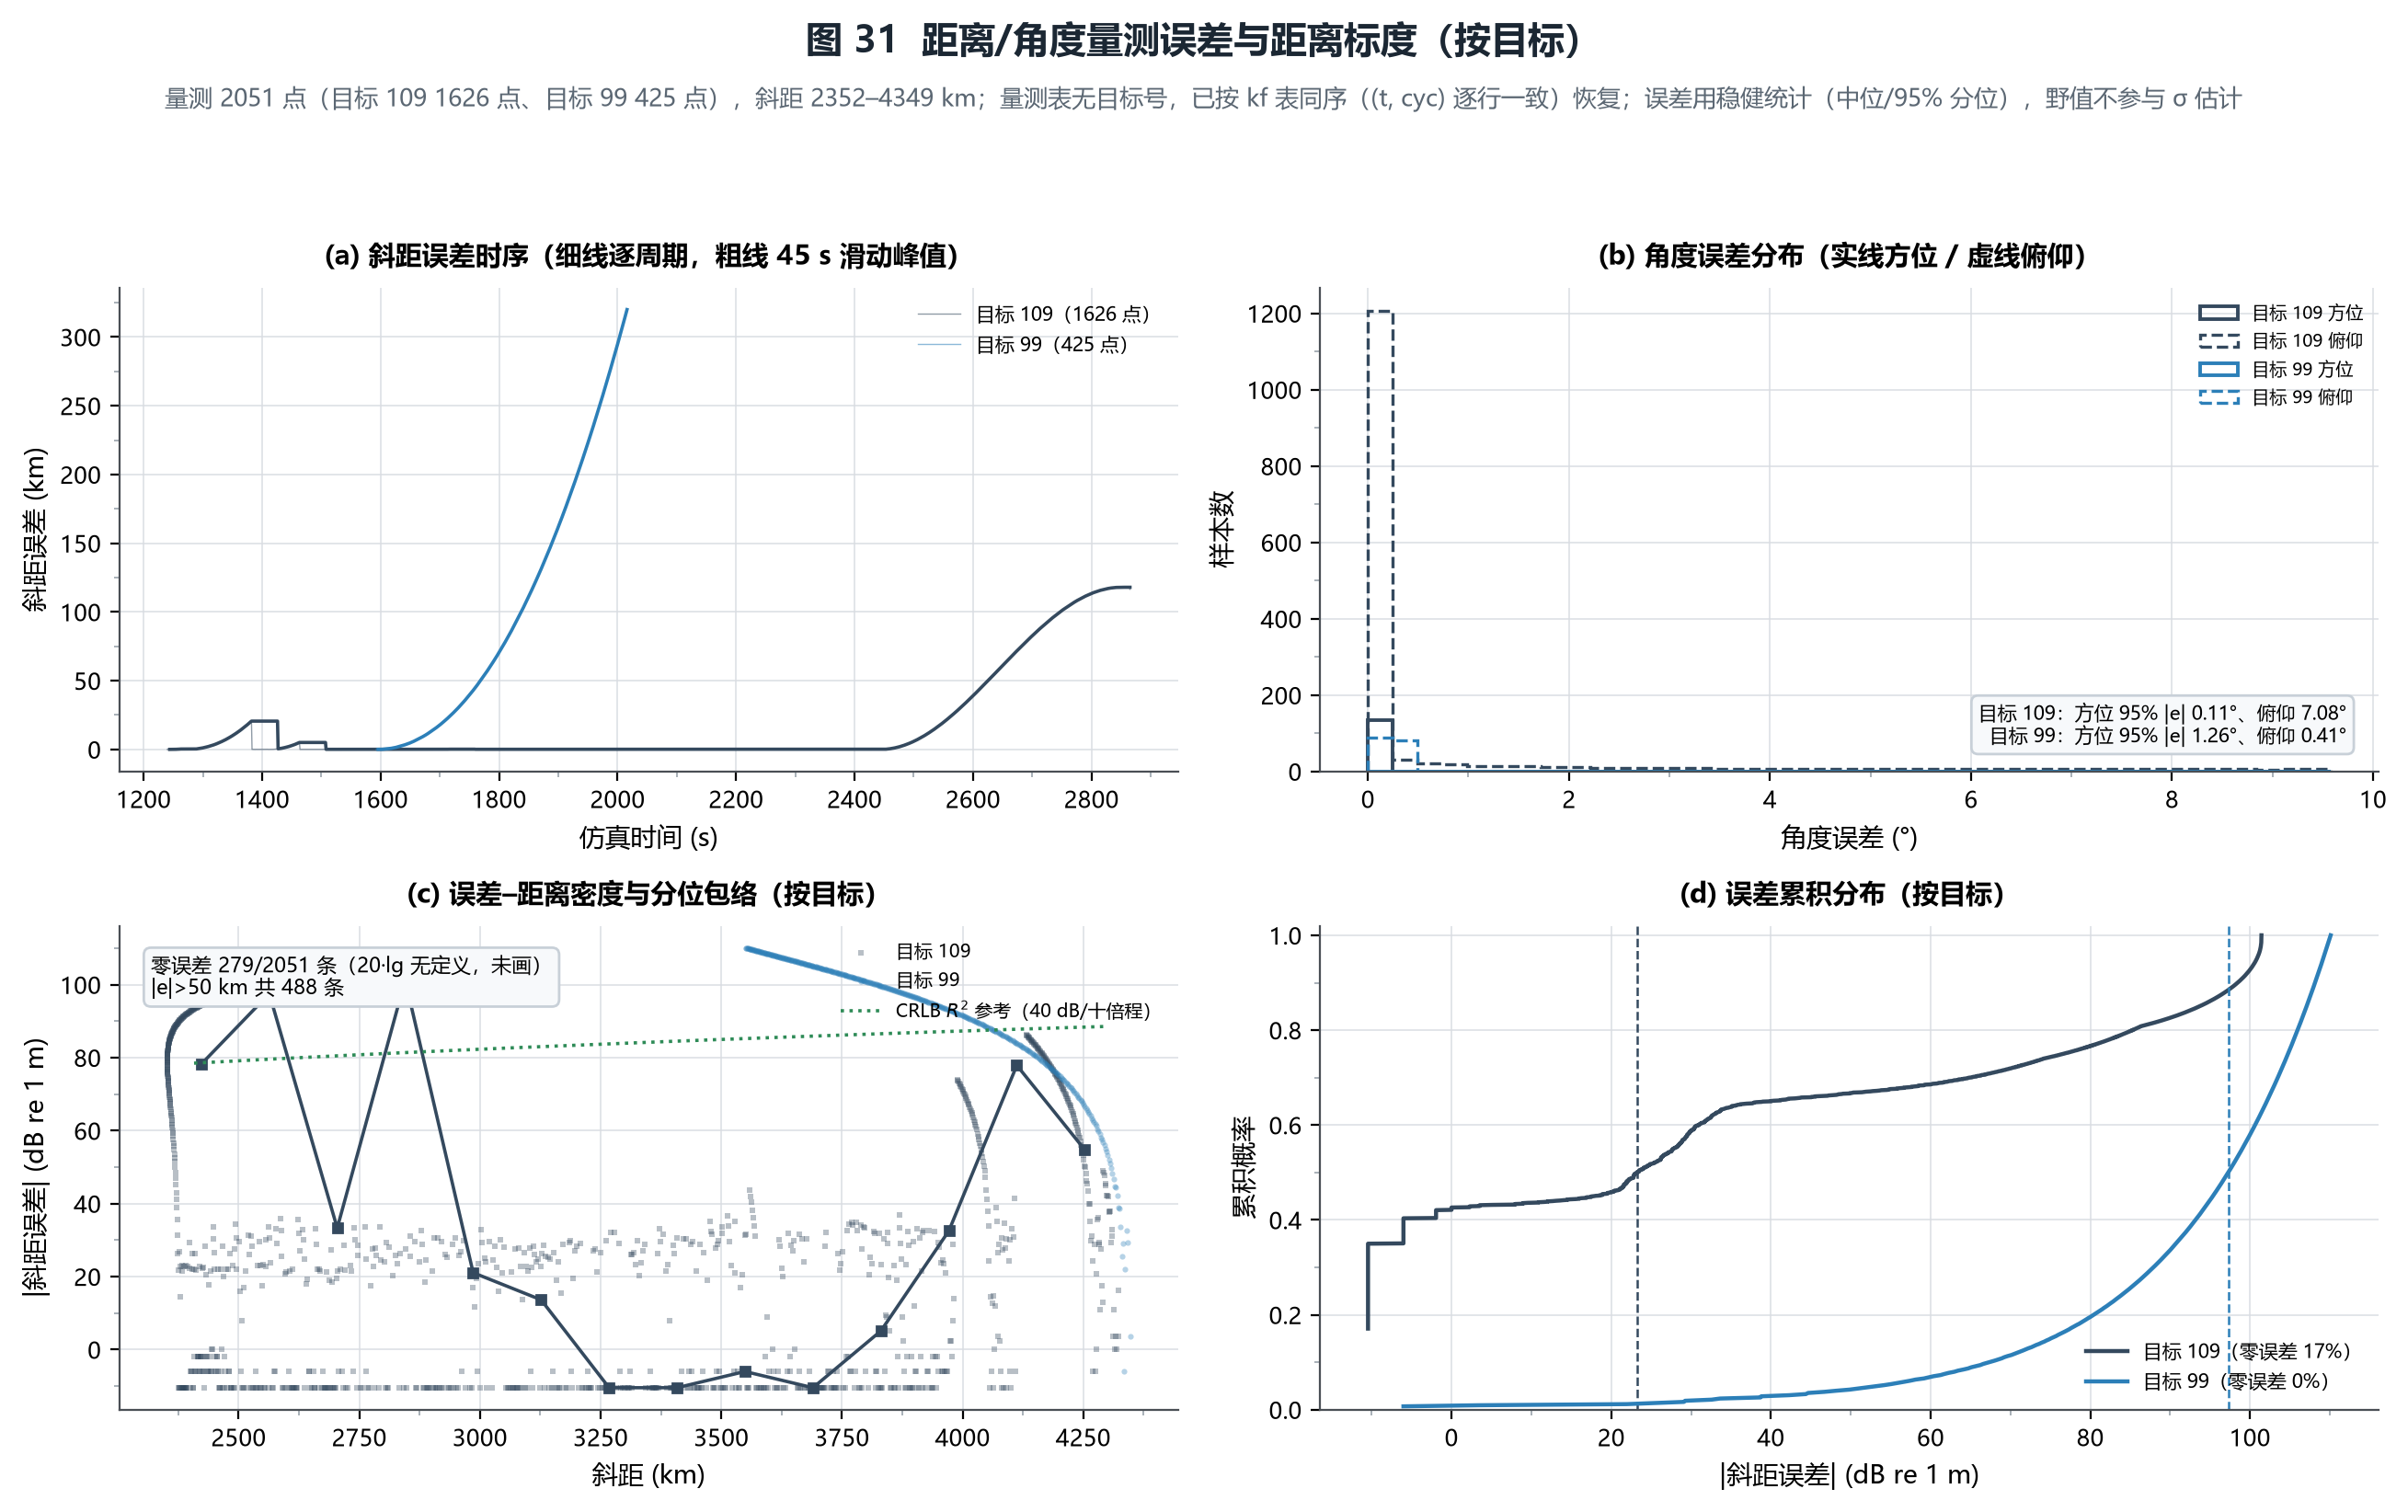 图 31 距离/角度量测误差与距离标度（按目标）
量测 2051 点（目标 109 1626 点、目标 99 425 点），斜距 2352–4349 km；量测表无目标号，已按 kf 表同序（(t, cyc) 逐行一致）恢复；误差用稳健统计（中位/95% 分位），野值不参与 σ 估计
(a) 斜距误差时序（细线逐周期，粗线 45 s 滑动峰值）
斜距误差 (km)
300
250
200
150
100
50
0
目标 109（1626 点）
目标 99（425 点）
1200 1400 1600 1800 2000 2200 2400 2600 2800
仿真时间 (s)
(b) 角度误差分布（实线方位 / 虚线俯仰）
样本数
1200
1000
800
600
400
200
0
目标 109 方位
目标 109 俯仰
目标 99 方位
目标 99 俯仰
目标 109：方位 95% |e| 0.11°、俯仰 7.08°
目标 99：方位 95% |e| 1.26°、俯仰 0.41°
0 2 4 6 8 10
角度误差 (°)
(c) 误差–距离密度与分位包络（按目标）
|斜距误差| (dB re 1 m)
100
80
60
40
20
0
零误差 279/2051 条（20·lg 无定义，未画）
|e|>50 km 共 488 条
目标 109
目标 99
CRLB R² 参考（40 dB/十倍程）
2500 2750 3000 3250 3500 3750 4000 4250
斜距 (km)
(d) 误差累积分布（按目标）
累积概率
1.0
0.8
0.6
0.4
0.2
0.0
目标 109（零误差 17%）
目标 99（零误差 0%）
0 20 40 60 80 100
|斜距误差| (dB re 1 m)